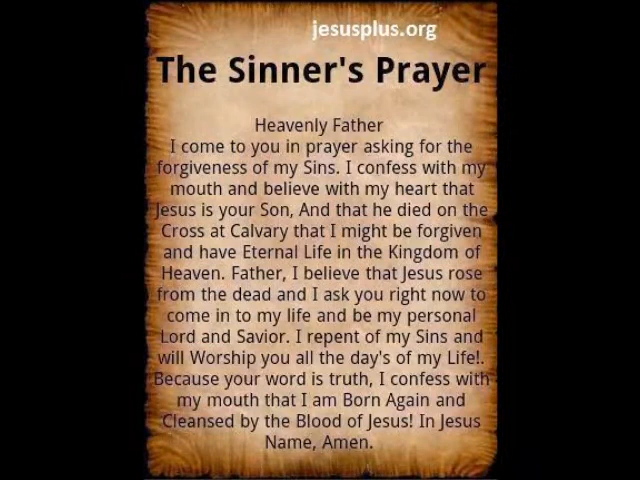 jesusplus.org
The Sinner's Prayer
Heavenly Father
I come to you in prayer asking for the
forgiveness of my Sins. I confess with my
mouth and believe with my heart that
Jesus is your Son, And that he died on the
Cross at Calvary that I might be forgiven
and have Eternal Life in the Kingdom of
Heaven. Father, I believe that Jesus rose
from the dead and I ask you right now to
come in to my life and be my personal
Lord and Savior. I repent of my Sins and
will Worship you all the day's of my Life!.
Because your word is truth, I confess with
my mouth that I am Born Again and
Cleansed by the Blood of Jesus! In Jesus
Name, Amen.